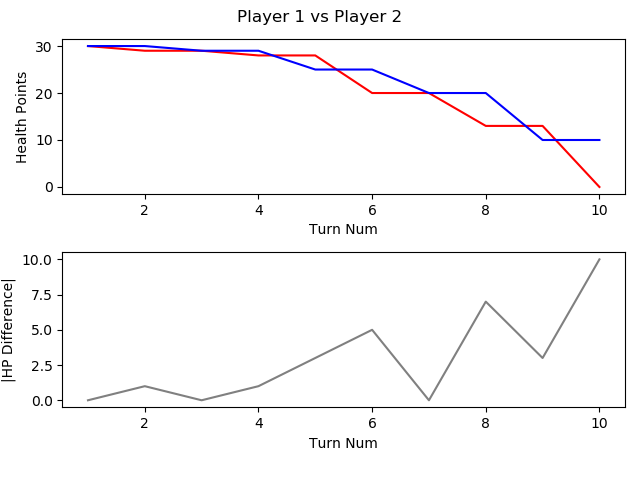 Player 1 vs Player 2
30
20
10
0
Health Points
2 4 6 8 10
Turn Num
10.0
7.5
5.0
2.5
0.0
|HP Difference|
2 4 6 8 10
Turn Num